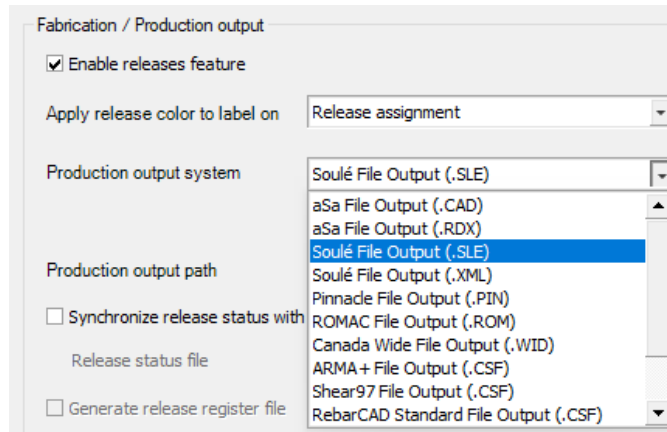 Fabrication / Production output
Enable releases feature
Apply release color to label on
Release assignment
Production output system
Soulé File Output (.SLE)
aSa File Output (.CAD)
aSa File Output (.RDX)
Soulé File Output (.SLE)
Soulé File Output (.XML)
Pinnacle File Output (.PIN)
ROMAC File Output (.ROM)
Canada Wide File Output (.WID)
ARMA+ File Output (.CSF)
Shear97 File Output (.CSF)
RebarCAD Standard File Output (.CSF)
Production output path
Synchronize release status with
Release status file
Generate release register file